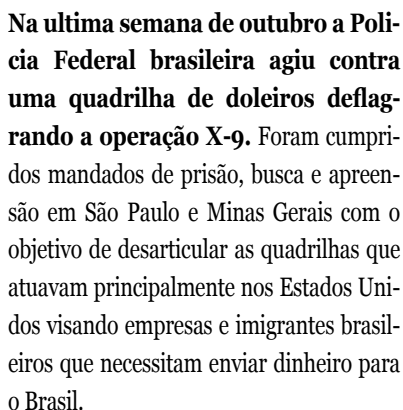 Na ultima semana de outubro a Poli-
cia Federal brasileira agiu contra
uma quadrilha de doleiros deflag-
rando a operação X-9. Foram cumpri-
dos mandados de prisão, busca e apreen-
são em São Paulo e Minas Gerais com o
objetivo de desarticular as quadrilhas que
atuavam principalmente nos Estados Uni-
dos visando empresas e imigrantes brasil-
eiros que necessitam enviar dinheiro para
o Brasil.